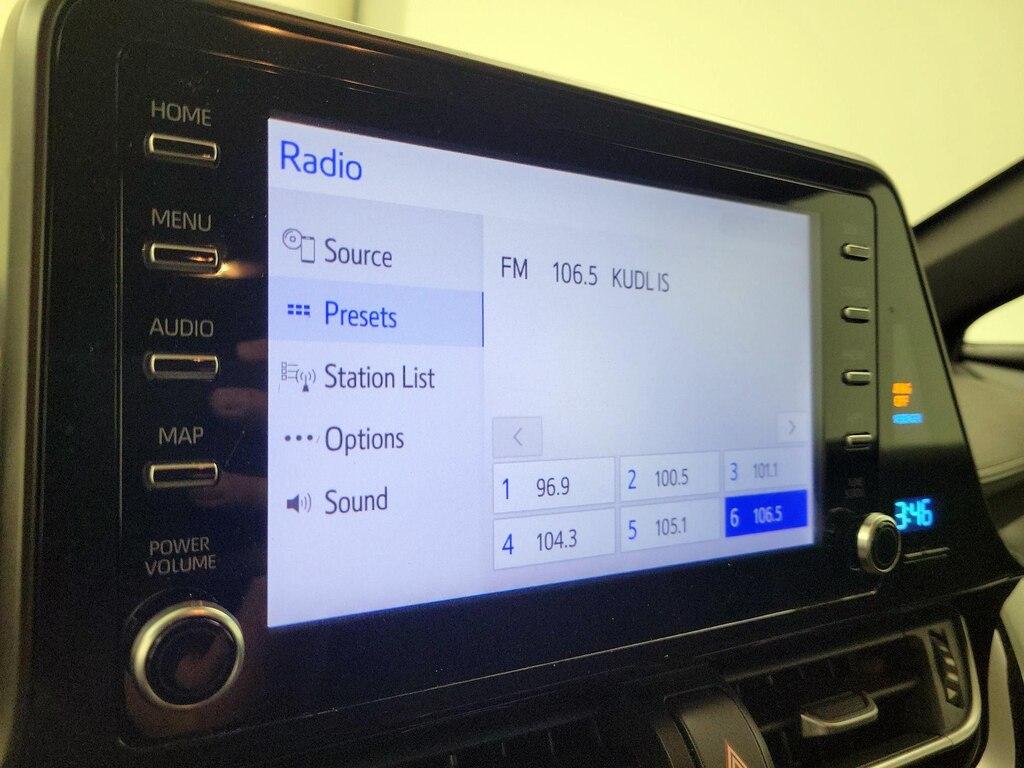 HOME
MENU
AUDIO
MAP
POWER
VOLUME
Radio
Source
Presets
Station List
Options
Sound
FM 106.5 KUDL IS
<
>
1 96.9
2 100.5
3 101.1
4 104.3
5 105.1
6 106.5
OFF
3:46